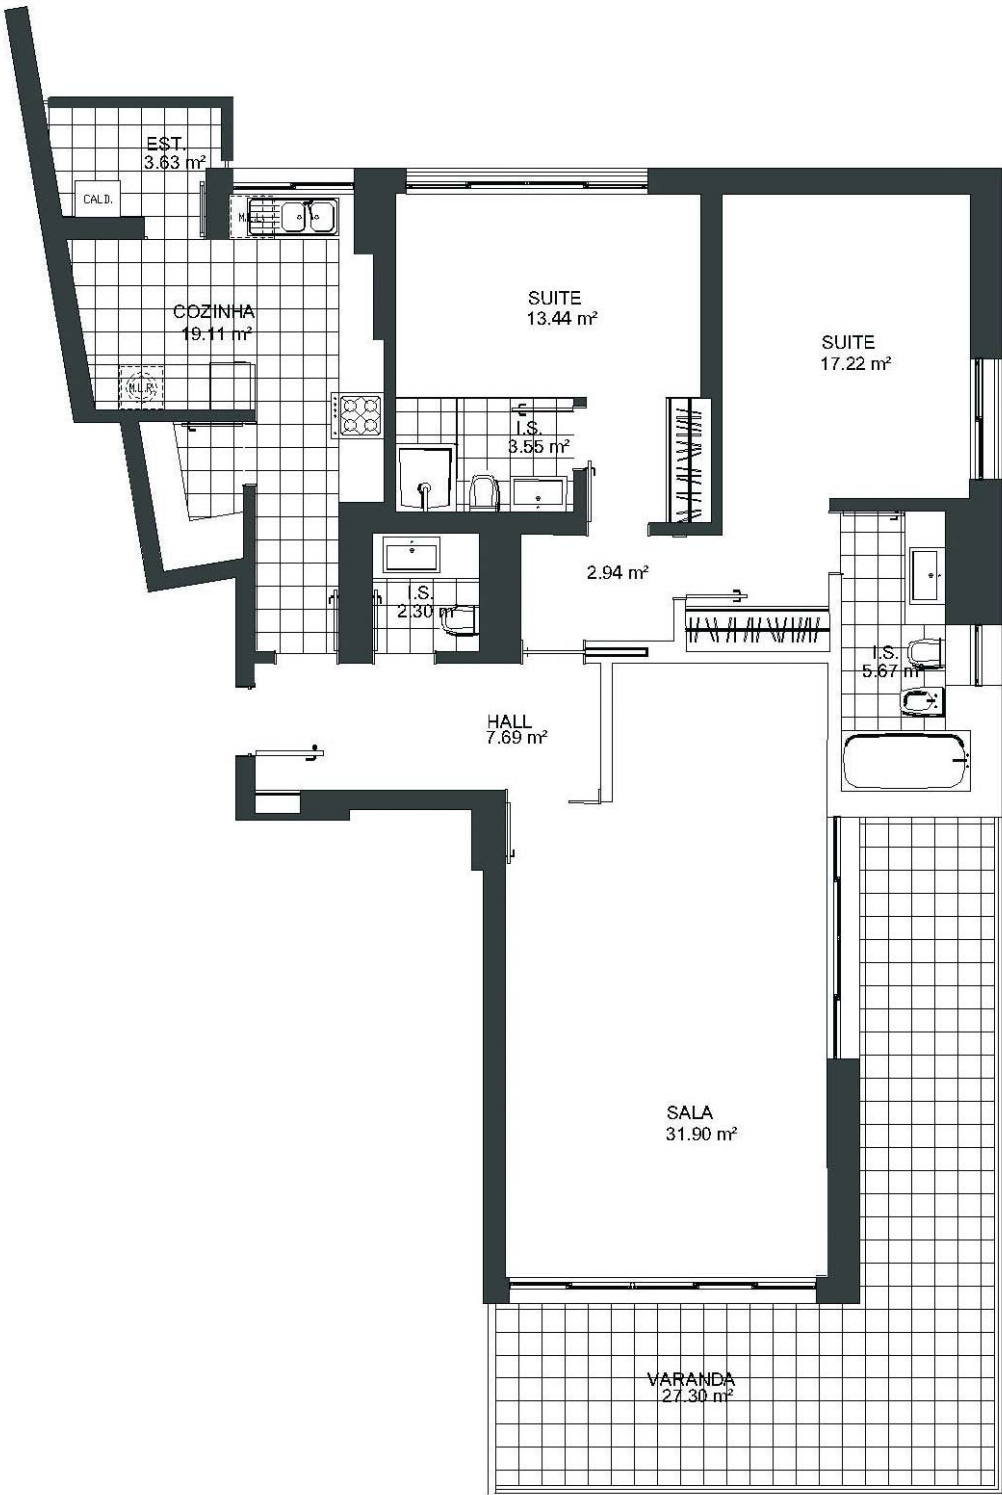 EST.
3.63 m²
CALD.
M.L.L.
COZINHA
19.11 m²
M.L.R.
SUITE
13.44 m²
SUITE
17.22 m²
I.S.
3.55 m²
2.94 m²
I.S.
2.30 m²
I.S.
5.67 m²
HALL
7.69 m²
SALA
31.90 m²
VARANDA
27.30 m²